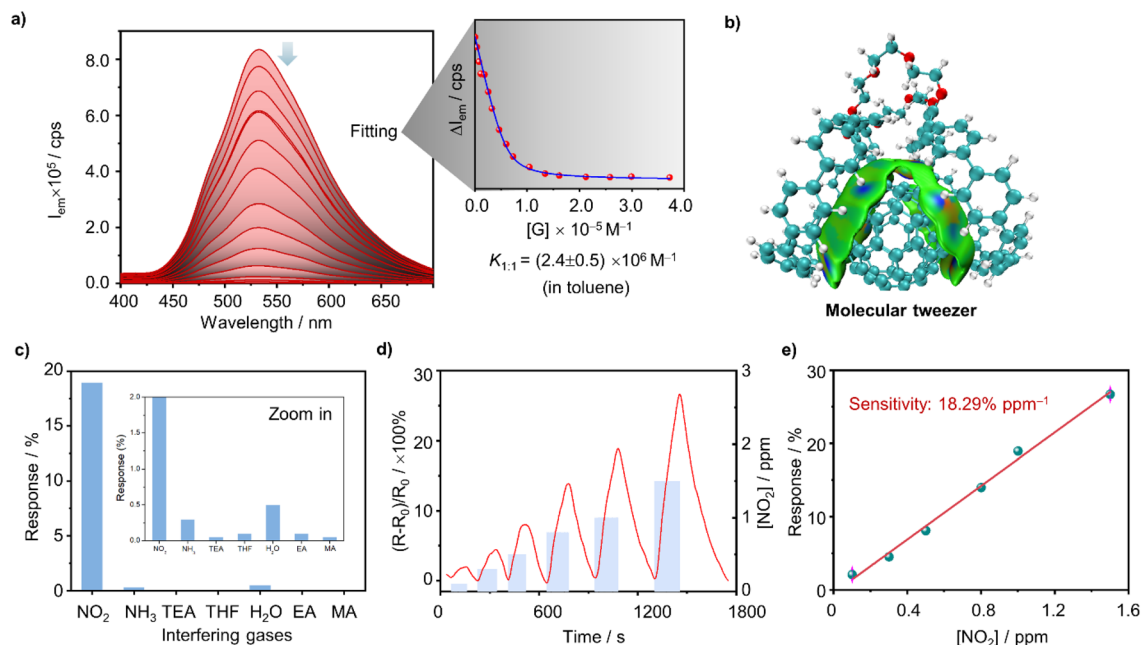 a)
8.0
6.0
4.0
2.0
0.0
I_em×10⁵ / cps
400 450 500 550 600 650
Wavelength / nm
Fitting
ΔI_em / cps
0.0 1.0 2.0 3.0 4.0
[G] × 10⁻⁵ M⁻¹
K₁:₁ = (2.4±0.5) ×10⁶ M⁻¹
(in toluene)
b)
Molecular tweezer
c)
20
15
10
5
0
Response / %
NO₂ NH₃ TEA THF H₂O EA MA
Interfering gases
Zoom in
2.0
1.5
1.0
0.5
0.0
Response (%)
NO₂ NH₃ TEA THF H₂O EA MA
d)
30
20
10
0
(R-R₀)/R₀ / ×100%
3
2
1
0
[NO₂] / ppm
0 600 1200 1800
Time / s
e)
40
30
20
10
0
Response / %
Sensitivity: 18.29% ppm⁻¹
0.4 0.8 1.2 1.6
[NO₂] / ppm